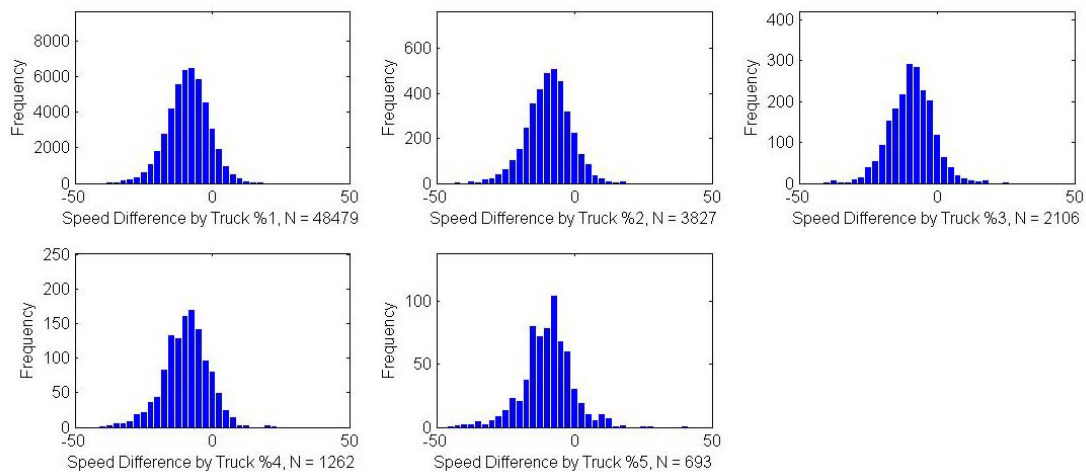 8000
6000
4000
2000
0
Frequency
-50 0 50
Speed Difference by Truck %1, N = 48479
600
400
200
0
Frequency
-50 0 50
Speed Difference by Truck %2, N = 3827
400
300
200
100
0
Frequency
-50 0 50
Speed Difference by Truck %3, N = 2106
250
200
150
100
50
0
Frequency
-50 0 50
Speed Difference by Truck %4, N = 1262
100
50
0
Frequency
-50 0 50
Speed Difference by Truck %5, N = 693